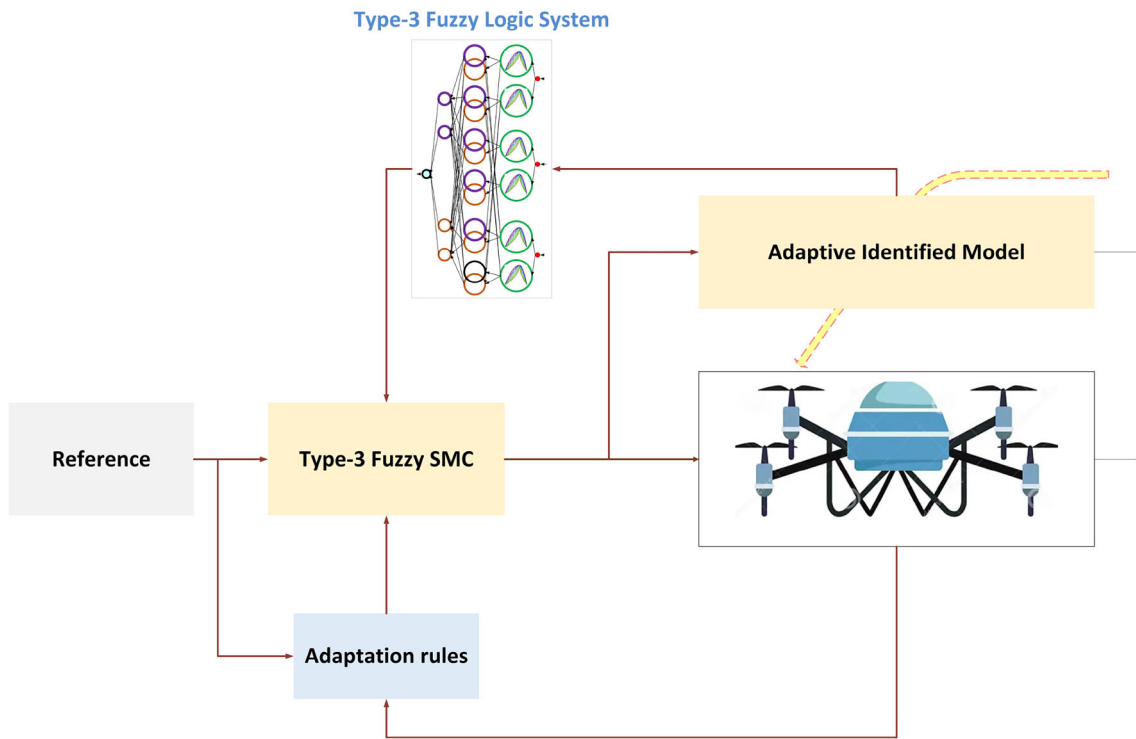 Type-3 Fuzzy Logic System
Adaptive Identified Model
Reference
Type-3 Fuzzy SMC
Adaptation rules